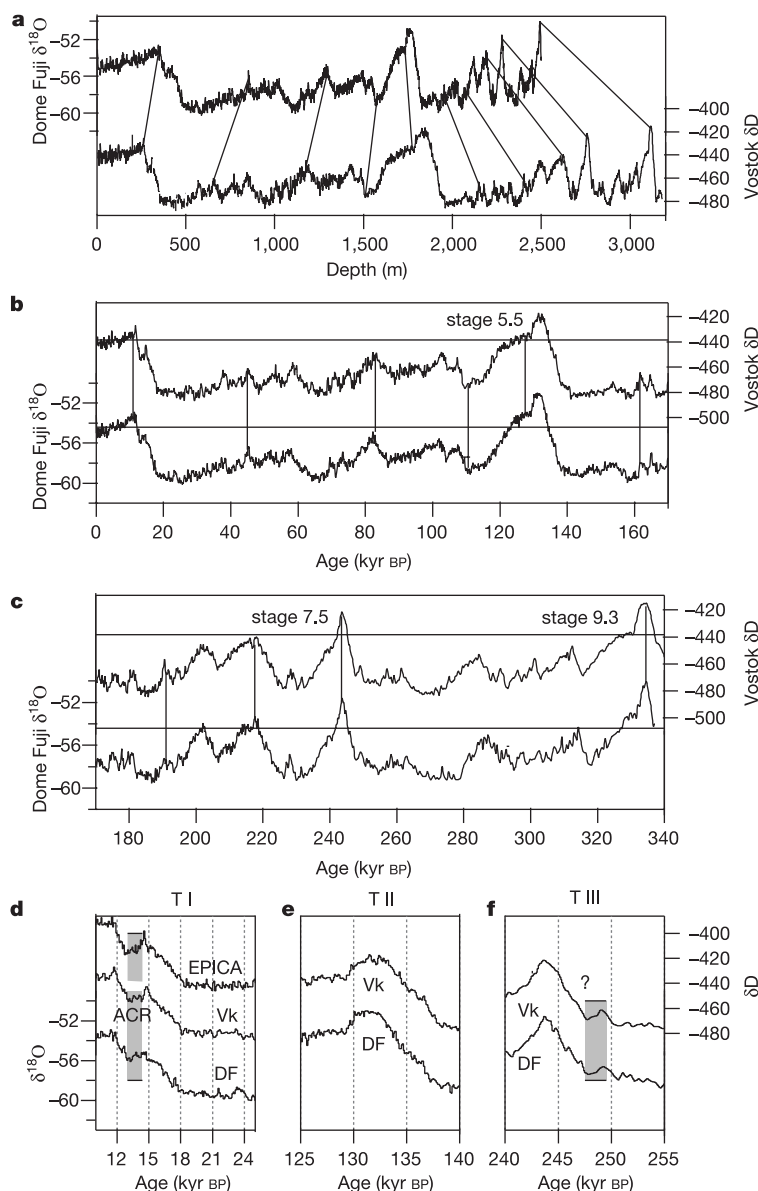 a
Dome Fuji δ18O
−52
−56
−60
−400
−420
−440
−460
−480
Vostok δD
0 500 1,000 1,500 2,000 2,500 3,000
Depth (m)
b
stage 5.5
Dome Fuji δ18O
−52
−56
−60
−420
−440
−460
−480
−500
Vostok δD
0 20 40 60 80 100 120 140 160
Age (kyr BP)
c
stage 7.5
stage 9.3
Dome Fuji δ18O
−52
−56
−60
−420
−440
−460
−480
−500
Vostok δD
180 200 220 240 260 280 300 320 340
Age (kyr BP)
d
T I
EPICA
ACR
Vk
DF
δ18O
−52
−56
−60
12 15 18 21 24
Age (kyr BP)
e
T II
Vk
DF
125 130 135 140
Age (kyr BP)
f
T III
?
Vk
DF
−400
−420
−440
−460
−480
δD
240 245 250 255
Age (kyr BP)